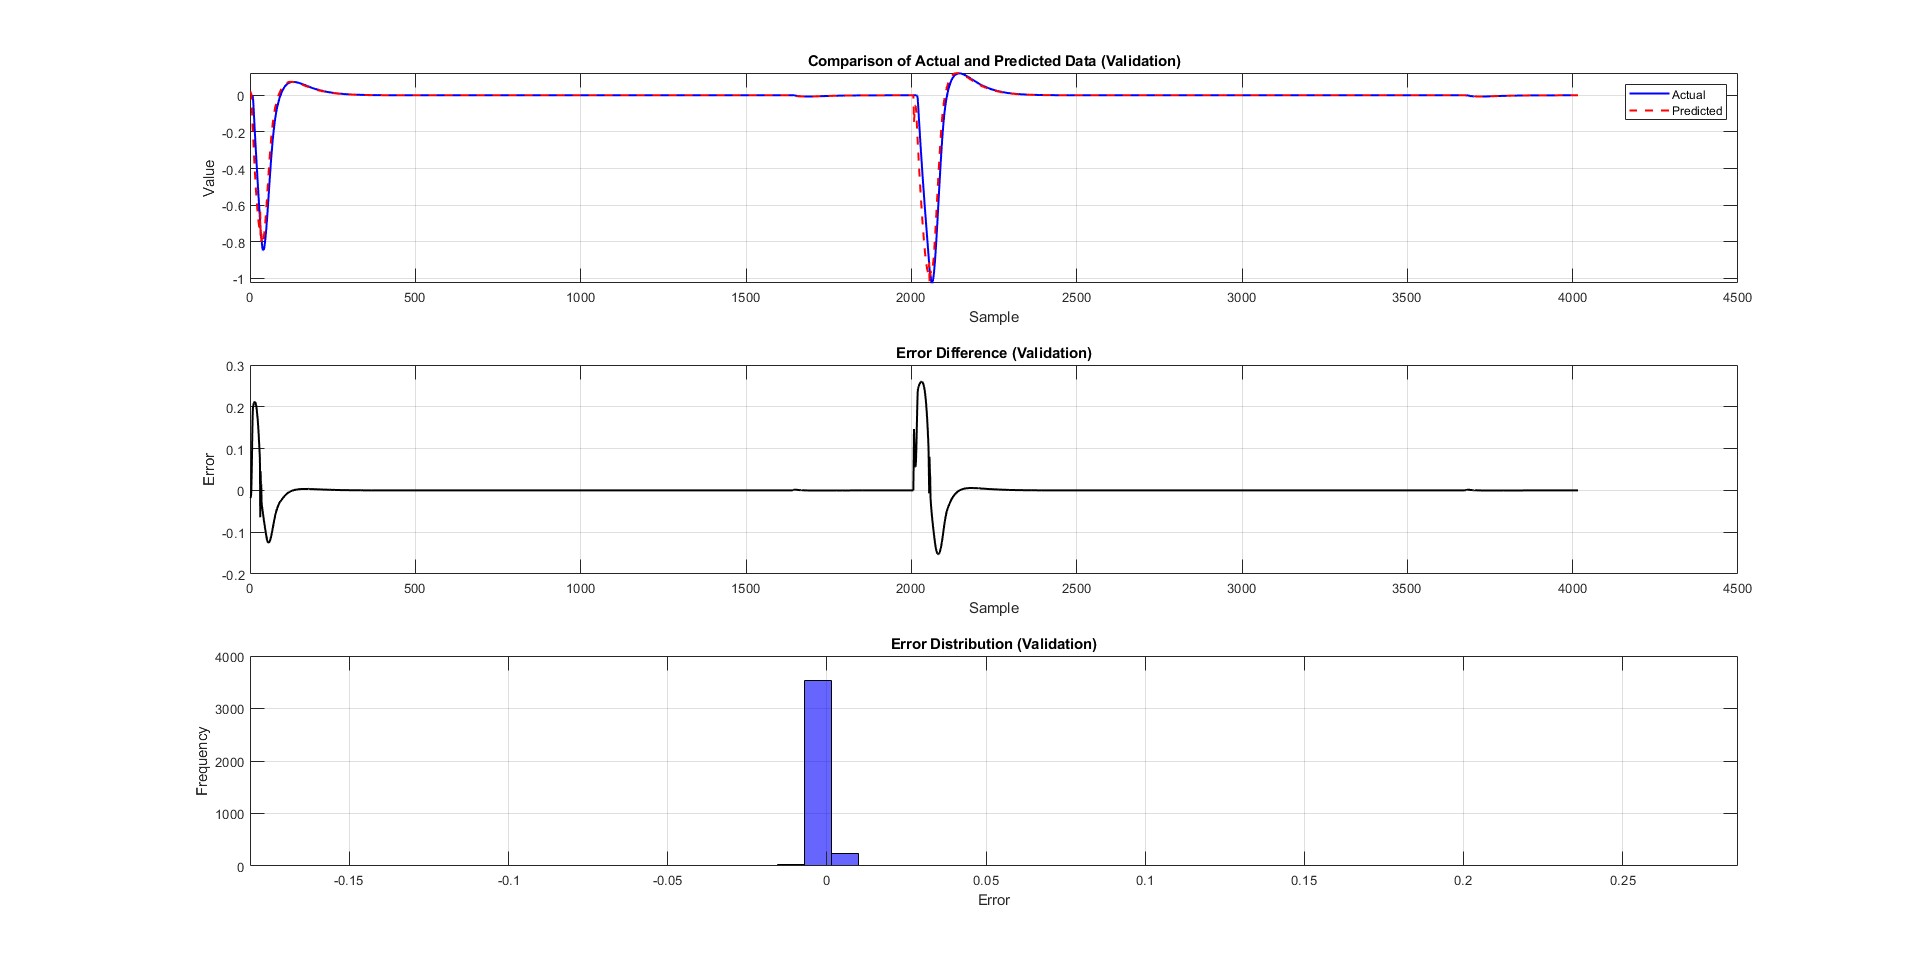 Comparison of Actual and Predicted Data (Validation)
Value
0
-0.2
-0.4
-0.6
-0.8
-1
Actual
Predicted
0 500 1000 1500 2000 2500 3000 3500 4000 4500
Sample
Error Difference (Validation)
Error
0.3
0.2
0.1
0
-0.1
-0.2
0 500 1000 1500 2000 2500 3000 3500 4000 4500
Sample
Error Distribution (Validation)
Frequency
4000
3000
2000
1000
0
-0.15 -0.1 -0.05 0 0.05 0.1 0.15 0.2 0.25
Error